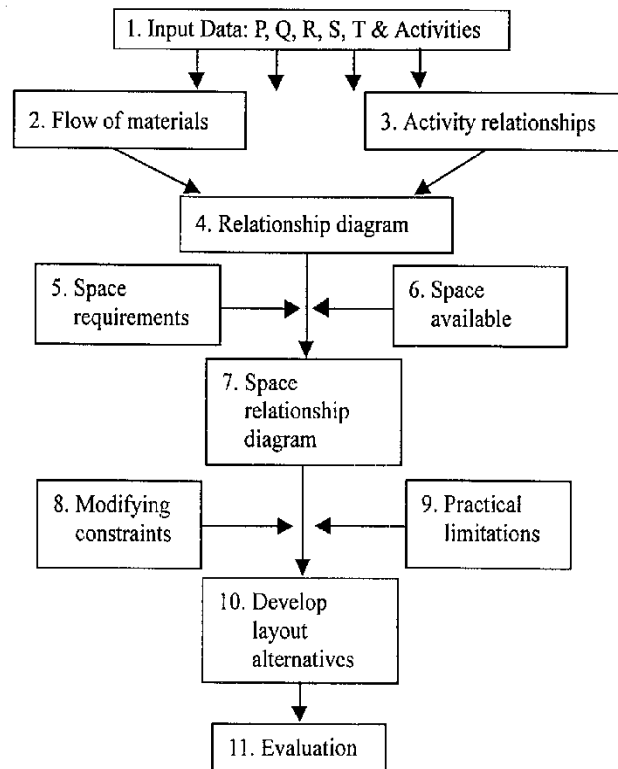 1. Input Data: P, Q, R, S, T & Activities
2. Flow of materials
3. Activity relationships
4. Relationship diagram
5. Space
requirements
6. Space
available
7. Space
relationship
diagram
8. Modifying
constraints
9. Practical
limitations
10. Develop
layout
alternatives
11. Evaluation